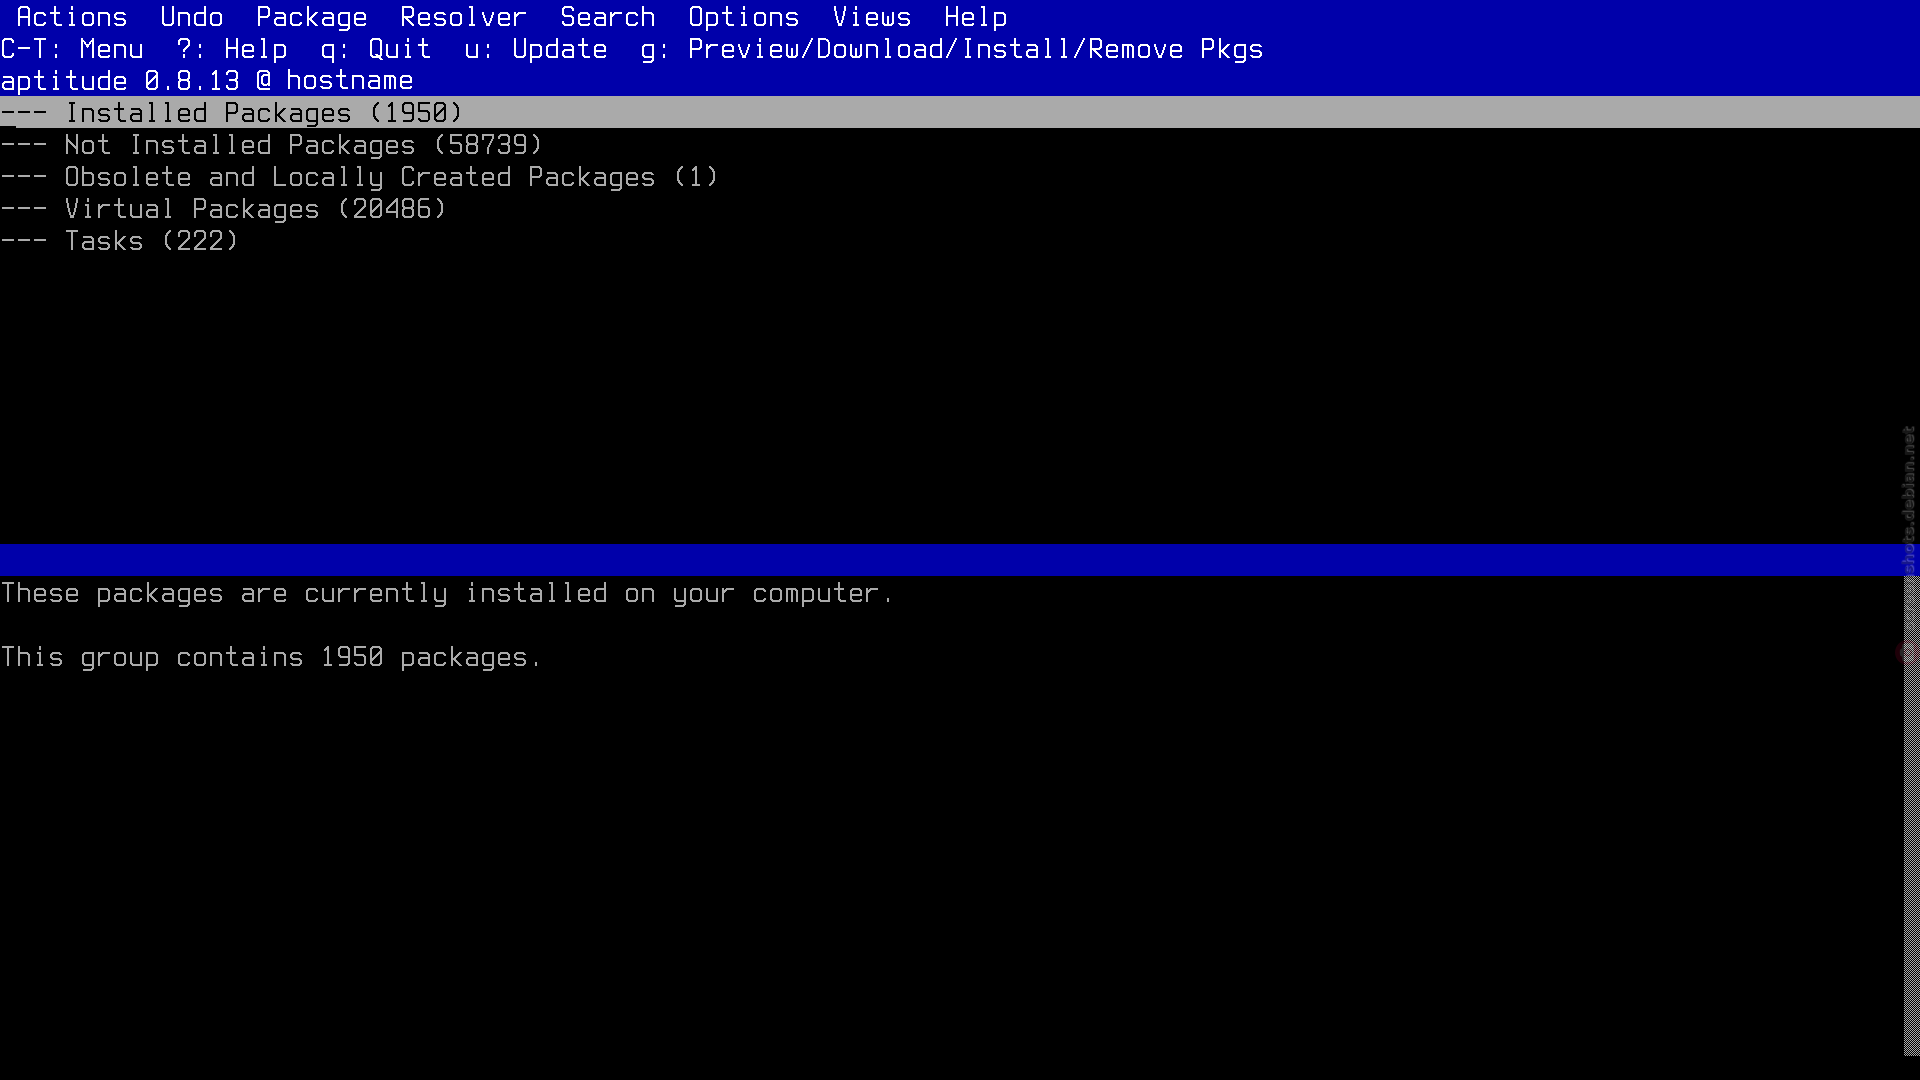 Actions Undo Package Resolver Search Options Views Help
C-T: Menu ?: Help q: Quit u: Update g: Preview/Download/Install/Remove Pkgs
aptitude 0.8.13 @ hostname
--- Installed Packages (1950)
--- Not Installed Packages (58739)
--- Obsolete and Locally Created Packages (1)
--- Virtual Packages (20486)
--- Tasks (222)
These packages are currently installed on your computer.
This group contains 1950 packages.
shots.debian.net